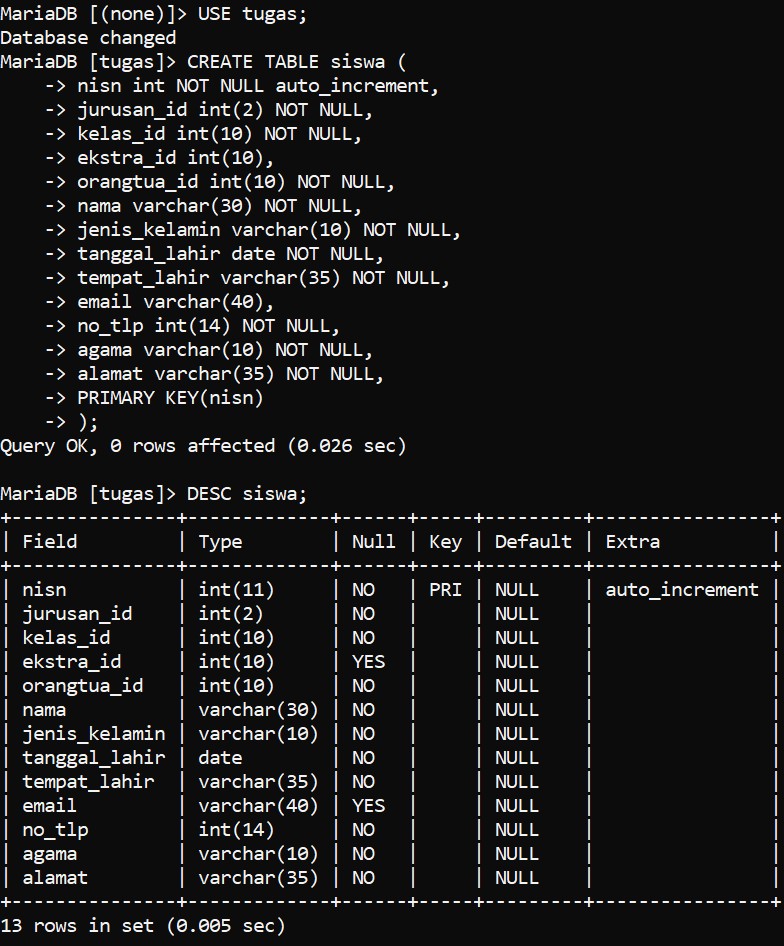 MariaDB [(none)]> USE tugas;
Database changed
MariaDB [tugas]> CREATE TABLE siswa (
    -> nisn int NOT NULL auto_increment,
    -> jurusan_id int(2) NOT NULL,
    -> kelas_id int(10) NOT NULL,
    -> ekstra_id int(10),
    -> orangtua_id int(10) NOT NULL,
    -> nama varchar(30) NOT NULL,
    -> jenis_kelamin varchar(10) NOT NULL,
    -> tanggal_lahir date NOT NULL,
    -> tempat_lahir varchar(35) NOT NULL,
    -> email varchar(40),
    -> no_tlp int(14) NOT NULL,
    -> agama varchar(10) NOT NULL,
    -> alamat varchar(35) NOT NULL,
    -> PRIMARY KEY(nisn)
    -> );
Query OK, 0 rows affected (0.026 sec)

MariaDB [tugas]> DESC siswa;
+---------------+-------------+------+-----+---------+----------------+
| Field         | Type        | Null | Key | Default | Extra          |
+---------------+-------------+------+-----+---------+----------------+
| nisn          | int(11)     | NO   | PRI | NULL    | auto_increment |
| jurusan_id    | int(2)      | NO   |     | NULL    |                |
| kelas_id      | int(10)     | NO   |     | NULL    |                |
| ekstra_id     | int(10)     | YES  |     | NULL    |                |
| orangtua_id   | int(10)     | NO   |     | NULL    |                |
| nama          | varchar(30) | NO   |     | NULL    |                |
| jenis_kelamin | varchar(10) | NO   |     | NULL    |                |
| tanggal_lahir | date        | NO   |     | NULL    |                |
| tempat_lahir  | varchar(35) | NO   |     | NULL    |                |
| email         | varchar(40) | YES  |     | NULL    |                |
| no_tlp        | int(14)     | NO   |     | NULL    |                |
| agama         | varchar(10) | NO   |     | NULL    |                |
| alamat        | varchar(35) | NO   |     | NULL    |                |
+---------------+-------------+------+-----+---------+----------------+
13 rows in set (0.005 sec)